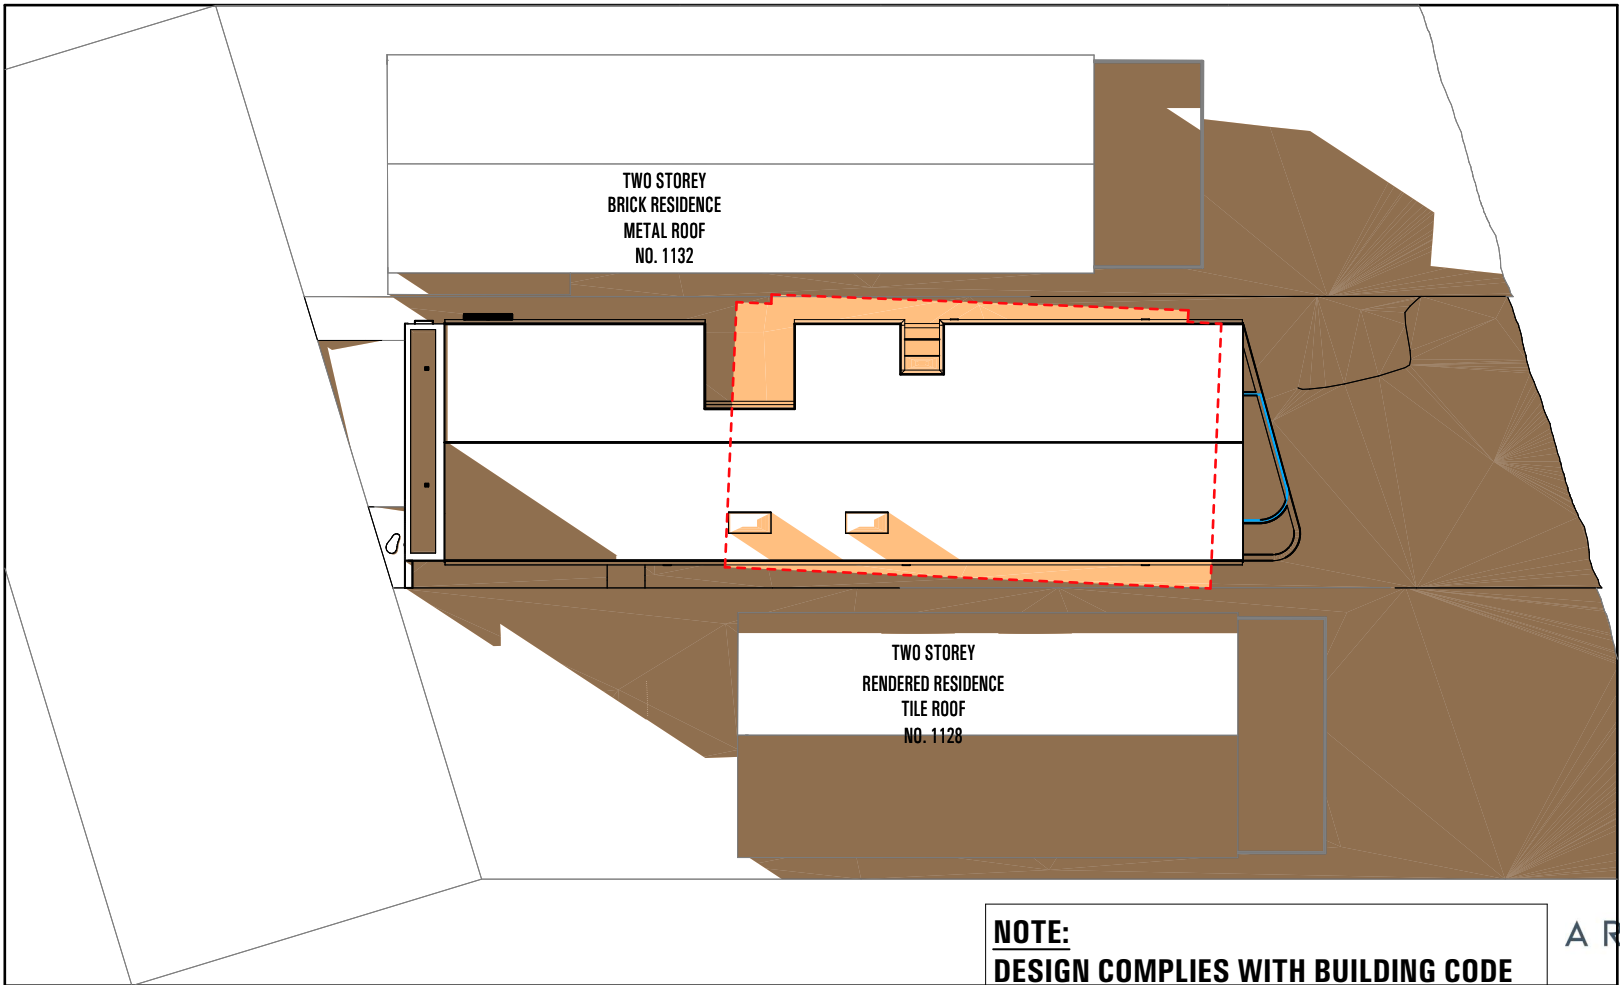 TWO STOREY
BRICK RESIDENCE
METAL ROOF
NO. 1132
TWO STOREY
RENDERED RESIDENCE
TILE ROOF
NO. 1128
NOTE:
DESIGN COMPLIES WITH BUILDING CODE
A R